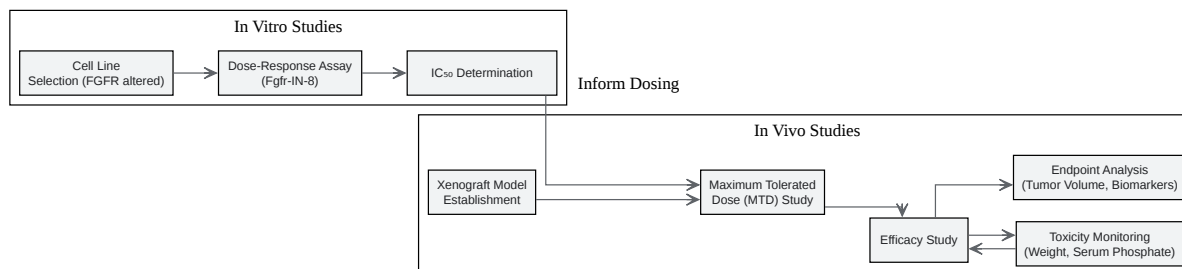 In Vitro Studies
Cell Line
Selection (FGFR altered)
Dose-Response Assay
(Fgfr-IN-8)
IC₅₀ Determination
Inform Dosing
In Vivo Studies
Xenograft Model
Establishment
Maximum Tolerated
Dose (MTD) Study
Efficacy Study
Endpoint Analysis
(Tumor Volume, Biomarkers)
Toxicity Monitoring
(Weight, Serum Phosphate)